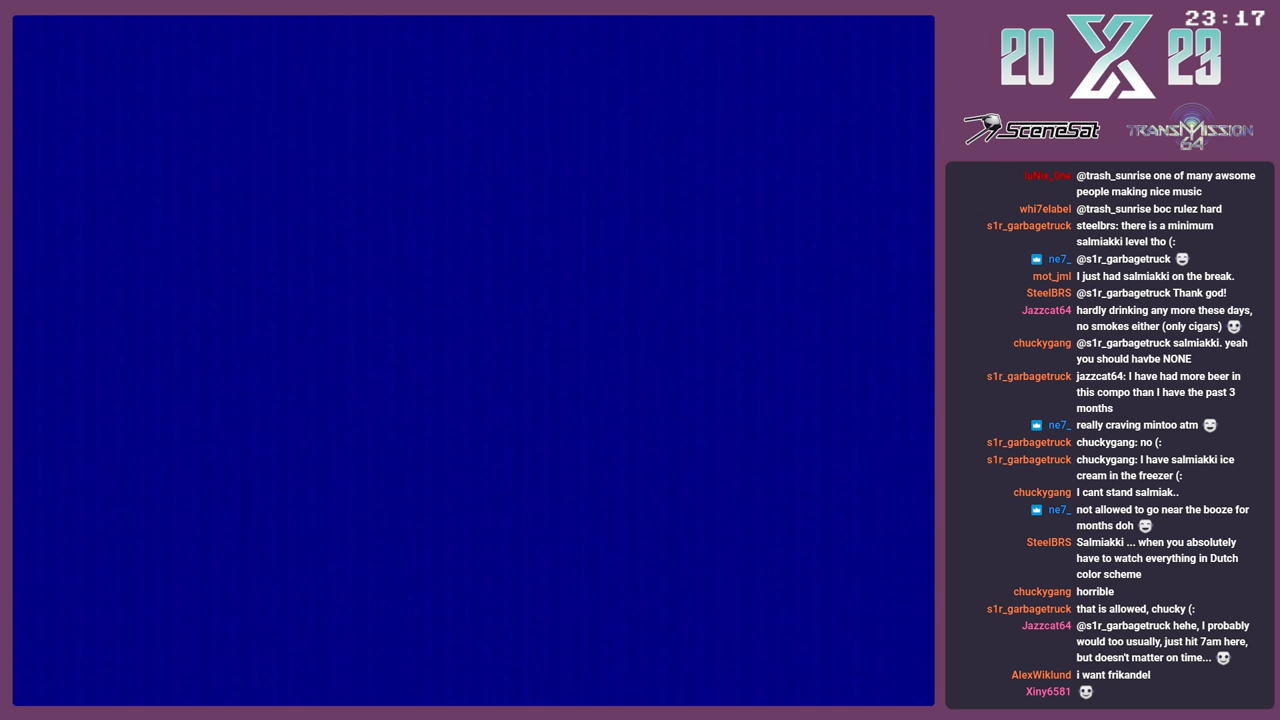 23:17
20 X 23
SceneSat
TRANSMISSION
64
luNix_0ne @trash_sunrise one of many awsome
people making nice music
whi7elabel @trash_sunrise boc rulez hard
s1r_garbagetruck steelbrs: there is a minimum
salmiakki level tho (:
ne7_ @s1r_garbagetruck
mot_jml I just had salmiakki on the break.
SteelBRS @s1r_garbagetruck Thank god!
Jazzcat64 hardly drinking any more these days,
no smokes either (only cigars)
chuckygang @s1r_garbagetruck salmiakki. yeah
you should havbe NONE
s1r_garbagetruck jazzcat64: I have had more beer in
this compo than I have the past 3
months
ne7_ really craving mintoo atm
s1r_garbagetruck chuckygang: no (:
s1r_garbagetruck chuckygang: I have salmiakki ice
cream in the freezer (:
chuckygang I cant stand salmiak..
ne7_ not allowed to go near the booze for
months doh
SteelBRS Salmiakki ... when you absolutely
have to watch everything in Dutch
color scheme
chuckygang horrible
s1r_garbagetruck that is allowed, chucky (:
Jazzcat64 @s1r_garbagetruck hehe, I probably
would too usually, just hit 7am here,
but doesn't matter on time...
AlexWiklund i want frikandel
Xiny6581